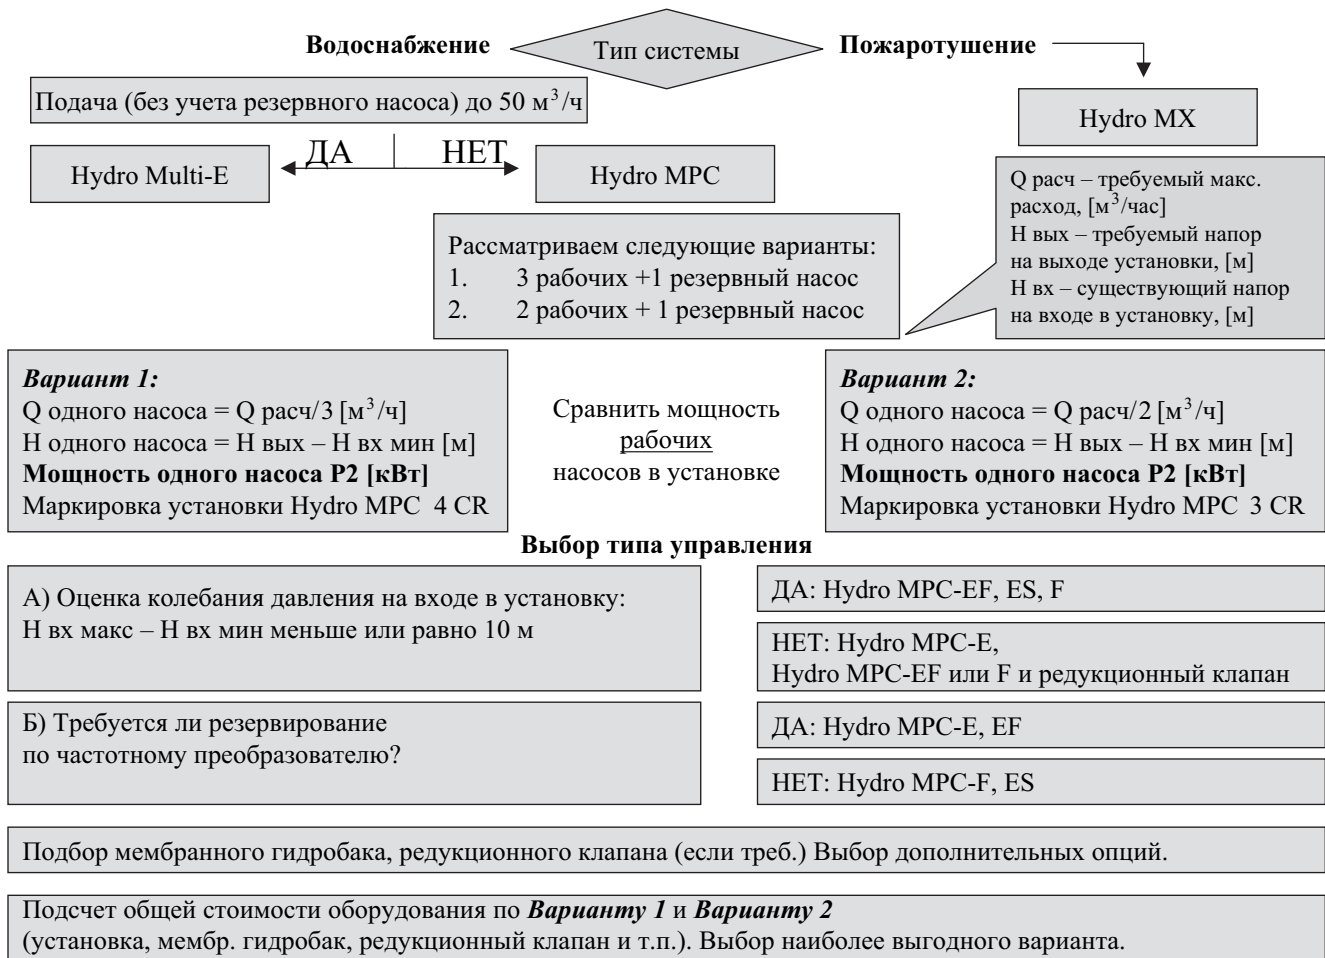 Водоснабжение
Тип системы
Пожаротушение
Подача (без учета резервного насоса) до 50 м³/ч
Hydro MX
ДА
НЕТ
Hydro Multi-E
Hydro MPC
Q расч – требуемый макс.
расход, [м³/час]
Н вых – требуемый напор
на выходе установки, [м]
Н вх – существующий напор
на входе в установку, [м]
Рассматриваем следующие варианты:
1. 3 рабочих +1 резервный насос
2. 2 рабочих + 1 резервный насос
Вариант 1:
Q одного насоса = Q расч/3 [м³/ч]
Н одного насоса = Н вых – Н вх мин [м]
Мощность одного насоса Р2 [кВт]
Маркировка установки Hydro MPC 4 CR
Сравнить мощность
рабочих
насосов в установке
Вариант 2:
Q одного насоса = Q расч/2 [м³/ч]
Н одного насоса = Н вых – Н вх мин [м]
Мощность одного насоса Р2 [кВт]
Маркировка установки Hydro MPC 3 CR
Выбор типа управления
А) Оценка колебания давления на входе в установку:
Н вх макс – Н вх мин меньше или равно 10 м
ДА: Hydro MPC-EF, ES, F
НЕТ: Hydro MPC-E,
Hydro MPC-EF или F и редукционный клапан
Б) Требуется ли резервирование
по частотному преобразователю?
ДА: Hydro MPC-E, EF
НЕТ: Hydro MPC-F, ES
Подбор мембранного гидробака, редукционного клапана (если треб.) Выбор дополнительных опций.
Подсчет общей стоимости оборудования по Варианту 1 и Варианту 2
(установка, мембр. гидробак, редукционный клапан и т.п.). Выбор наиболее выгодного варианта.